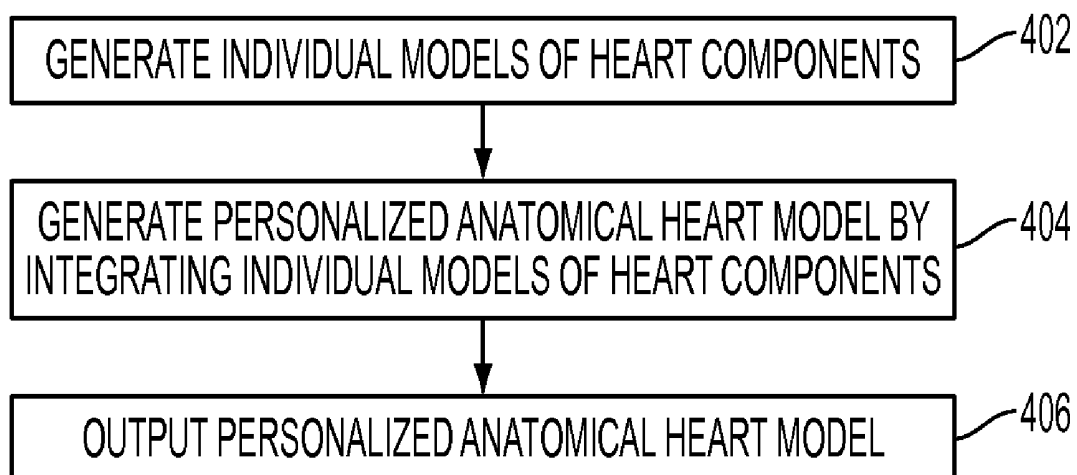 GENERATE INDIVIDUAL MODELS OF HEART COMPONENTS
402
GENERATE PERSONALIZED ANATOMICAL HEART MODEL BY
INTEGRATING INDIVIDUAL MODELS OF HEART COMPONENTS
404
OUTPUT PERSONALIZED ANATOMICAL HEART MODEL
406